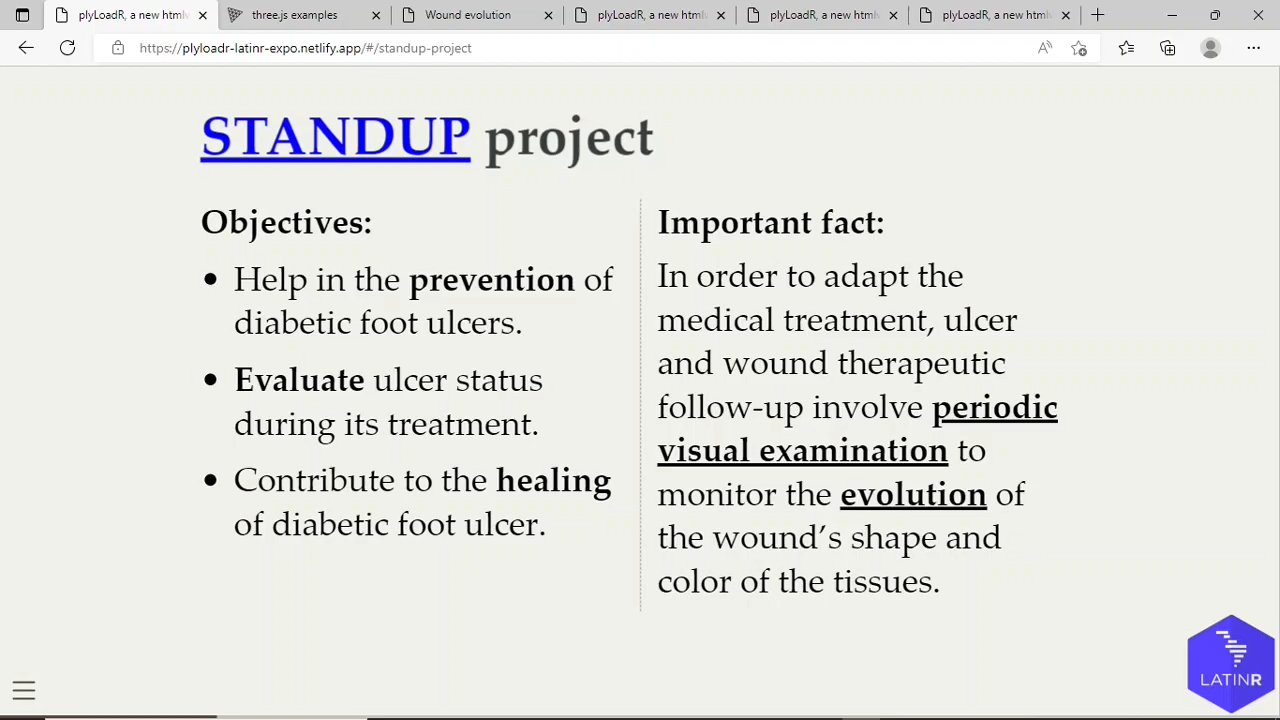 plyLoadR, a new html
three.js examples
Wound evolution
plyLoadR, a new html
plyLoadR, a new html
plyLoadR, a new html
https://plyloadr-latinr-expo.netlify.app/#/standup-project
STANDUP project
Objectives:
• Help in the prevention of
diabetic foot ulcers.
• Evaluate ulcer status
during its treatment.
• Contribute to the healing
of diabetic foot ulcer.
Important fact:
In order to adapt the
medical treatment, ulcer
and wound therapeutic
follow-up involve periodic
visual examination to
monitor the evolution of
the wound’s shape and
color of the tissues.
LATINR